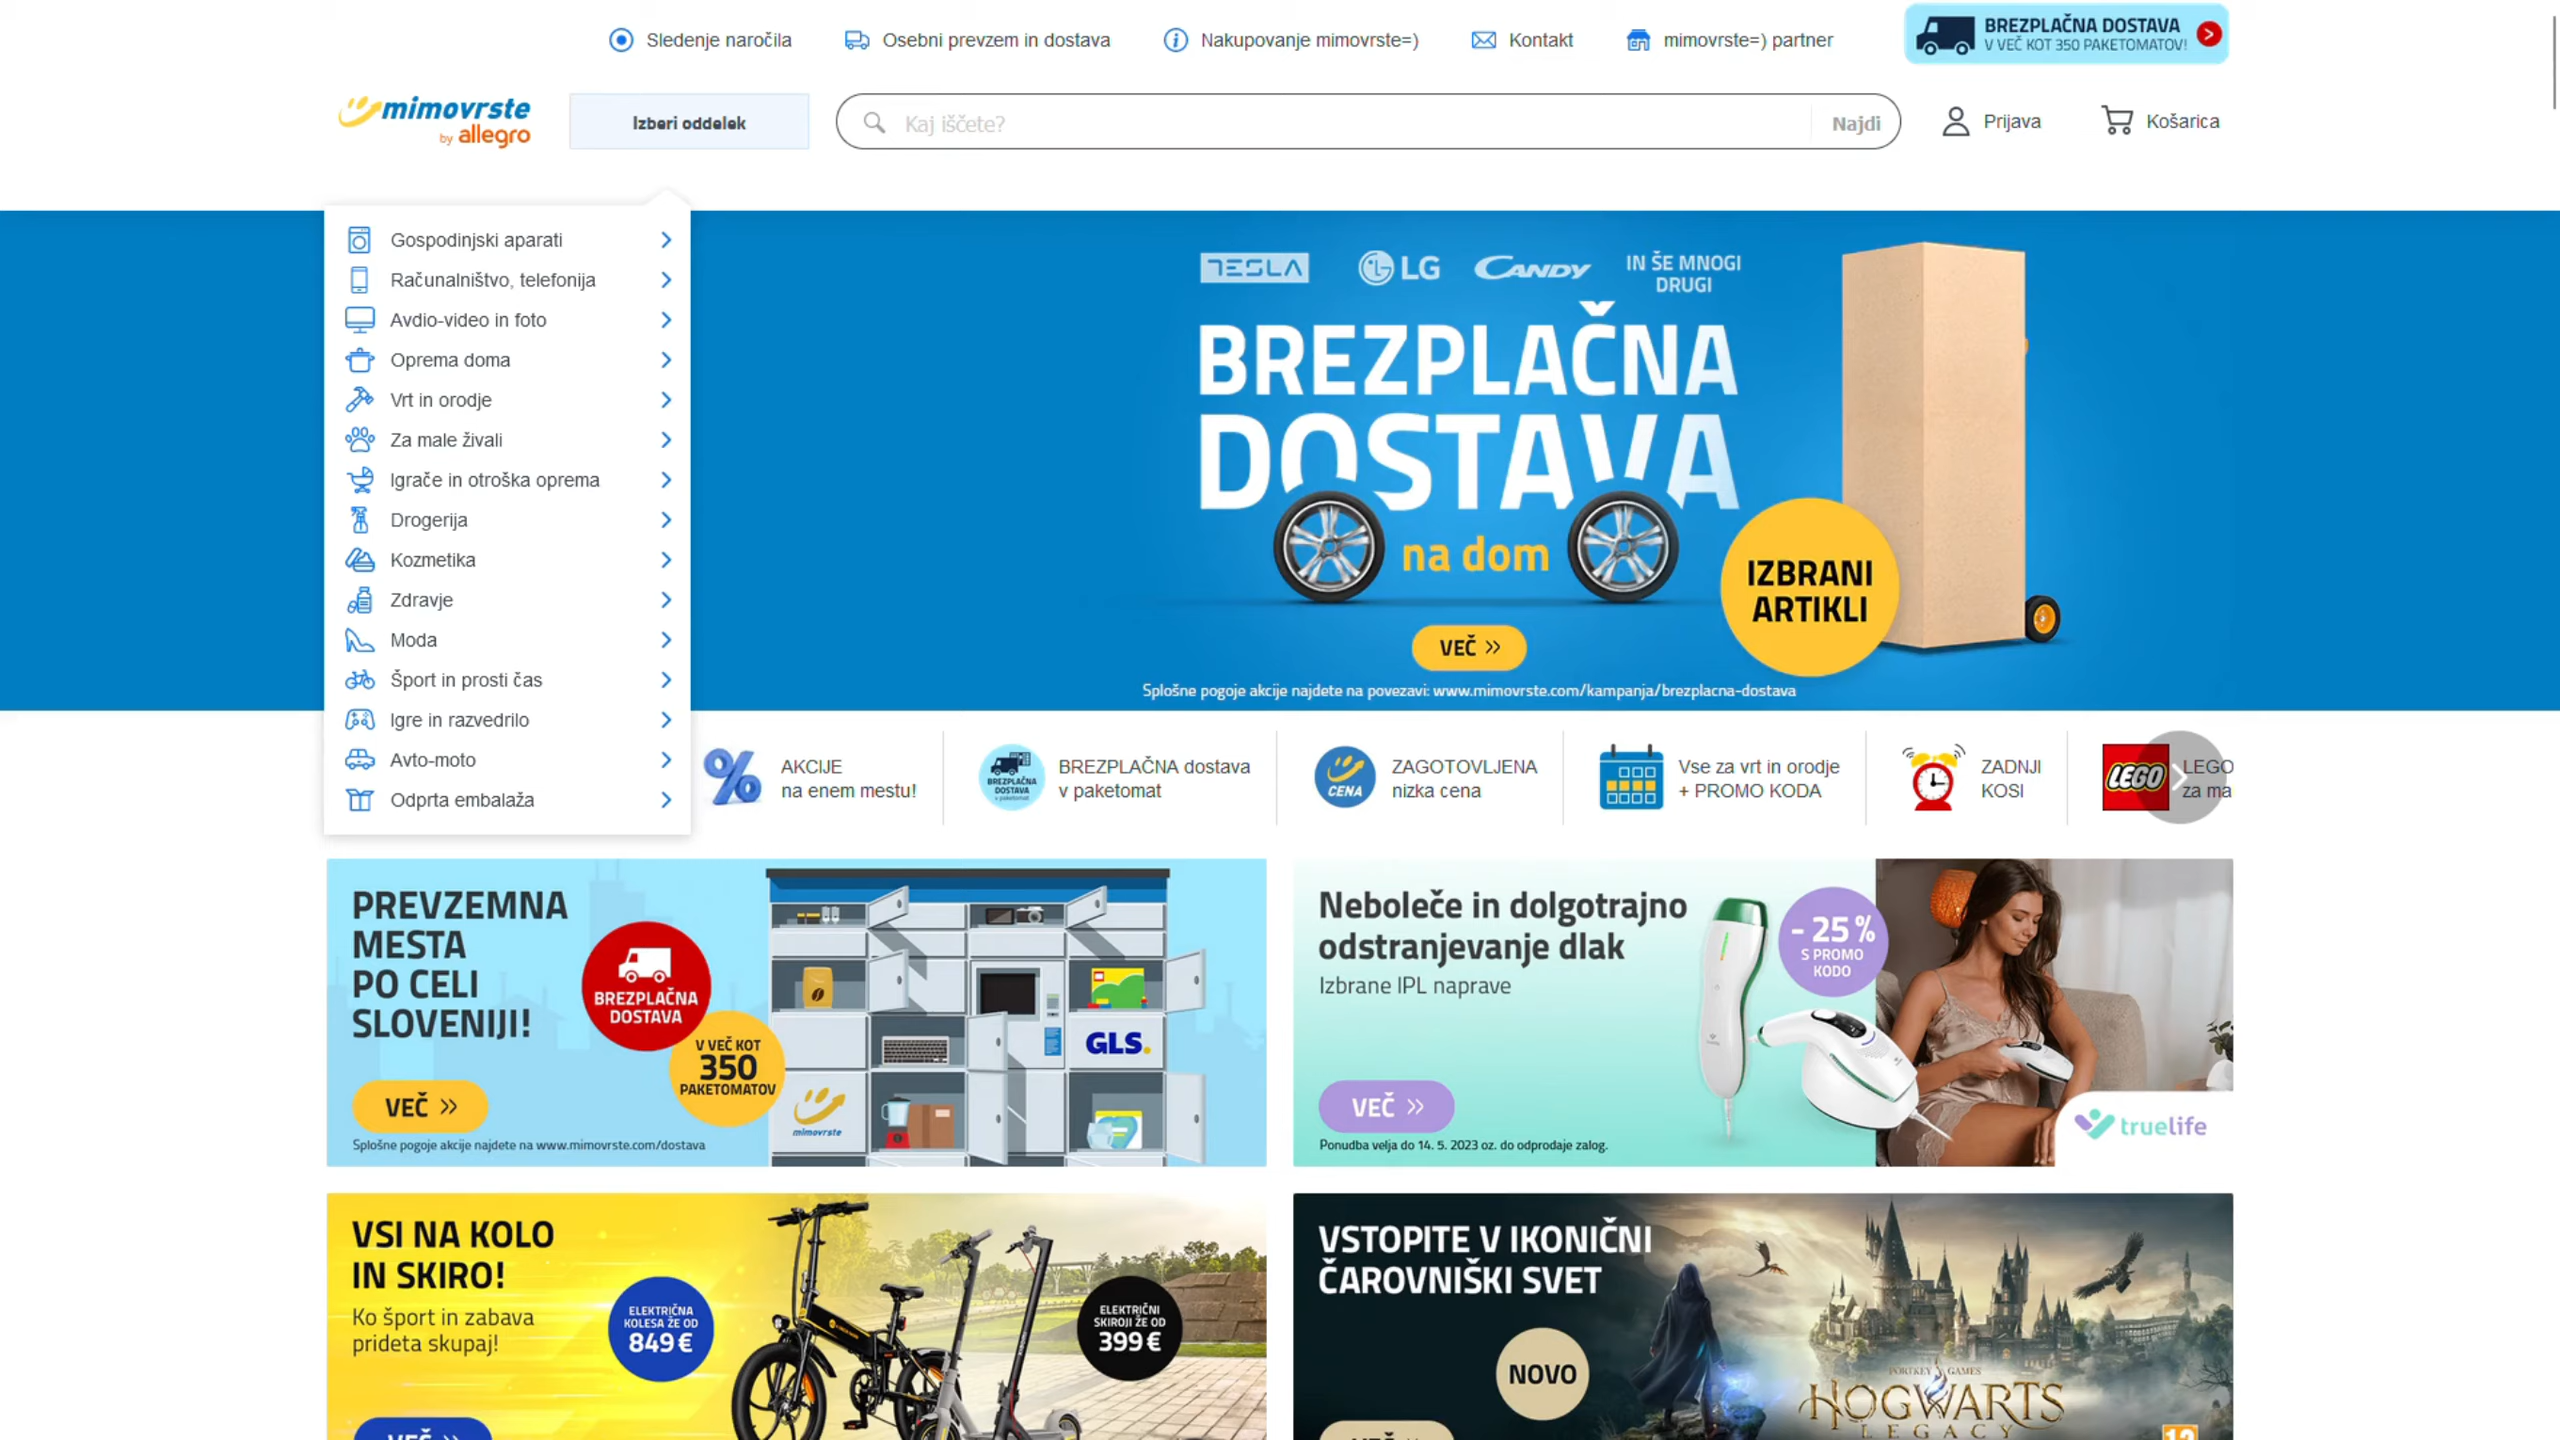 Sledenje naročila
Osebni prevzem in dostava
Nakupovanje mimovrste=)
Kontakt
mimovrste=) partner
BREZPLAČNA DOSTAVA
V VEČ KOT 350 PAKETOMATOV!
mimovrste
by allegro
Izberi oddelek
Kaj iščete?
Najdi
Prijava
Košarica
Gospodinjski aparati
Računalništvo, telefonija
Avdio-video in foto
Oprema doma
Vrt in orodje
Za male živali
Igrače in otroška oprema
Drogerija
Kozmetika
Zdravje
Moda
Šport in prosti čas
Igre in razvedrilo
Avto-moto
Odprta embalaža
TESLA
LG
CANDY
IN ŠE MNOGI
DRUGI
BREZPLAČNA
DOSTAVA
na dom
IZBRANI
ARTIKLI
VEČ »
Splošne pogoje akcije najdete na povezavi: www.mimovrste.com/kampanja/brezplacna-dostava
AKCIJE
na enem mestu!
BREZPLAČNA
DOSTAVA
v paketomat
BREZPLAČNA dostava
v paketomat
CENA
ZAGOTOVLJENA
nizka cena
Vse za vrt in orodje
+ PROMO KODA
ZADNJI
KOSI
LEGO
LEGO
za ma
PREVZEMNA
MESTA
PO CELI
SLOVENIJI!
BREZPLAČNA
DOSTAVA
V VEČ KOT
350
PAKETOMATOV
GLS.
mimovrste
VEČ »
Splošne pogoje akcije najdete na www.mimovrste.com/dostava
Neboleče in dolgotrajno
odstranjevanje dlak
Izbrane IPL naprave
- 25 %
S PROMO
KODO
VEČ »
Ponudba velja do 14. 5. 2023 oz. do odprodaje zalog.
truelife
VSI NA KOLO
IN SKIRO!
Ko šport in zabava
prideta skupaj!
ELEKTRIČNA
KOLESA ŽE OD
849 €
ELEKTRIČNI
SKIROJI ŽE OD
399 €
VEČ »
VSTOPITE V IKONIČNI
ČAROVNIŠKI SVET
NOVO
PORTKEY GAMES
HOGWARTS
LEGACY
VEČ »
12